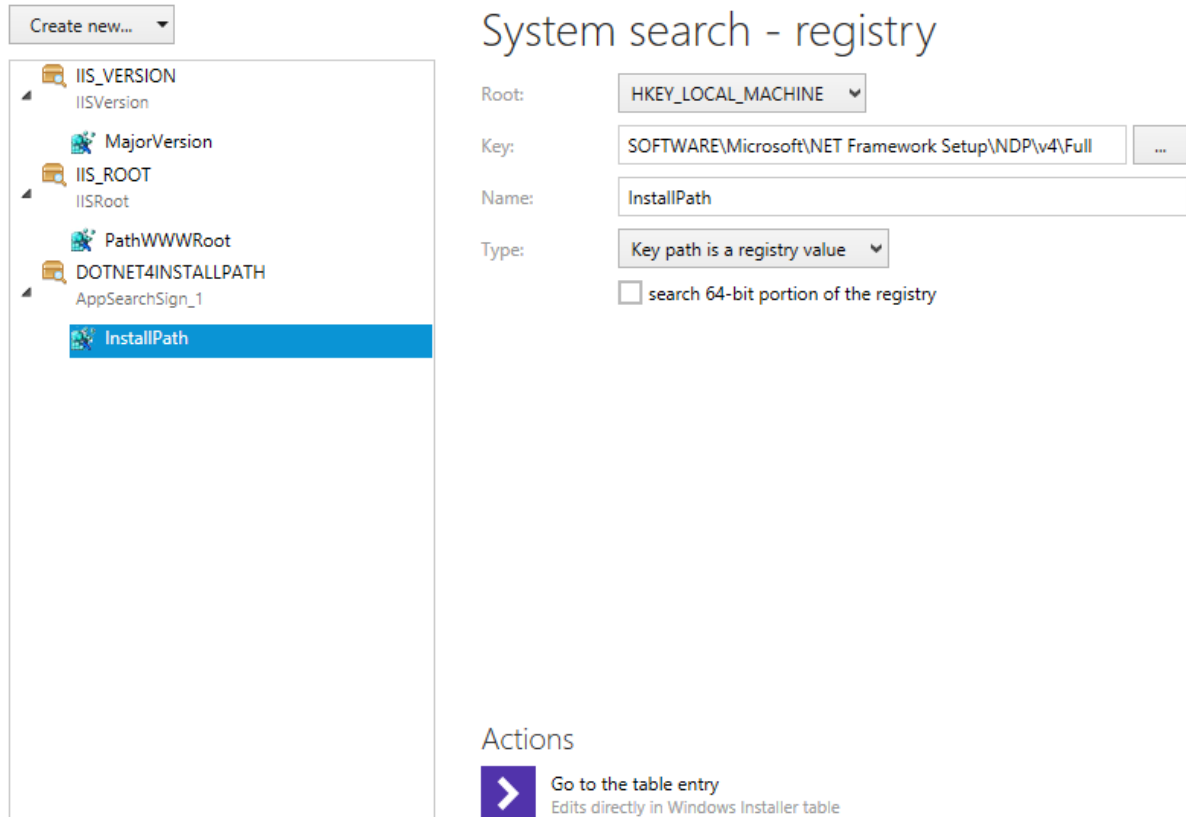 Create new...
IIS_VERSION
IISVersion
MajorVersion
IIS_ROOT
IISRoot
PathWWWRoot
DOTNET4INSTALLPATH
AppSearchSign_1
InstallPath
System search - registry
Root:
HKEY_LOCAL_MACHINE
Key:
SOFTWARE\Microsoft\NET Framework Setup\NDP\v4\Full
...
Name:
InstallPath
Type:
Key path is a registry value
search 64-bit portion of the registry
Actions
Go to the table entry
Edits directly in Windows Installer table